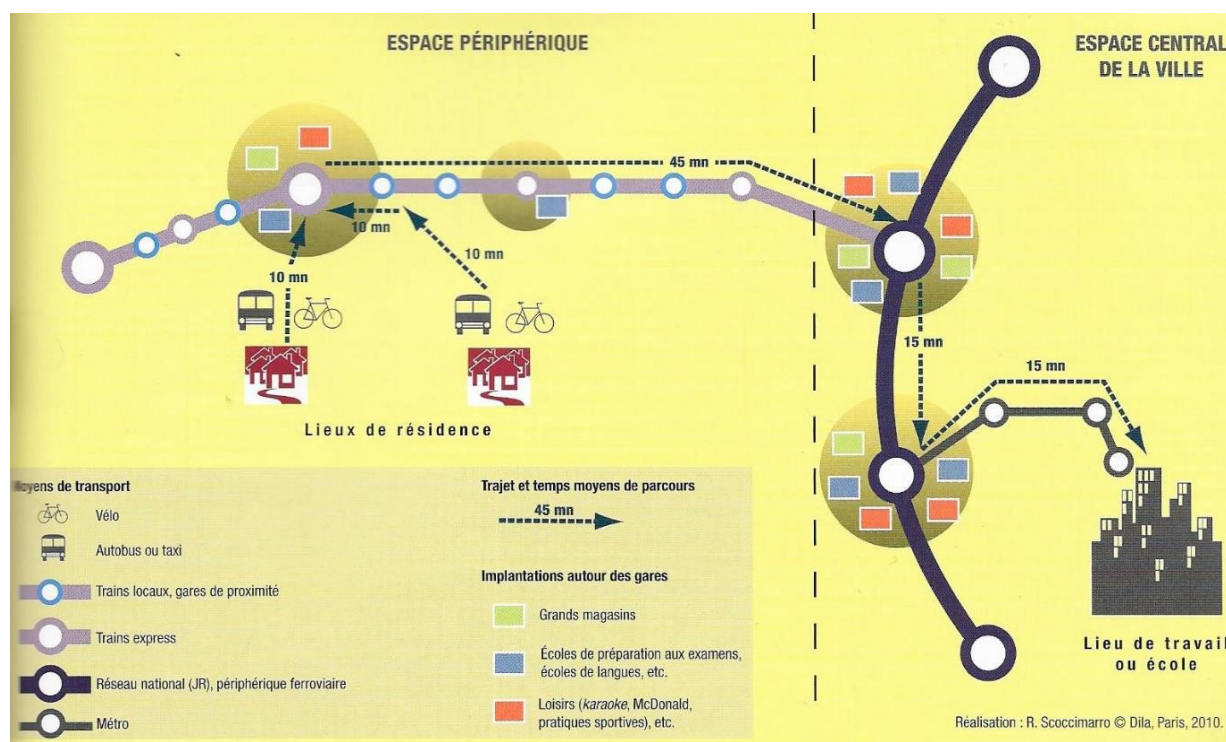 ESPACE PÉRIPHÉRIQUE
ESPACE CENTRAL
DE LA VILLE
45 mn
10 mn
10 mn
10 mn
15 mn
15 mn
Lieux de résidence
Lieu de travail
ou école
Moyens de transport
Vélo
Autobus ou taxi
Trains locaux, gares de proximité
Trains express
Réseau national (JR), périphérique ferroviaire
Métro
Trajet et temps moyens de parcours
45 mn
Implantations autour des gares
Grands magasins
Écoles de préparation aux examens,
écoles de langues, etc.
Loisirs (karaoke, McDonald,
pratiques sportives), etc.
Réalisation : R. Scoccimarro © Dila, Paris, 2010.